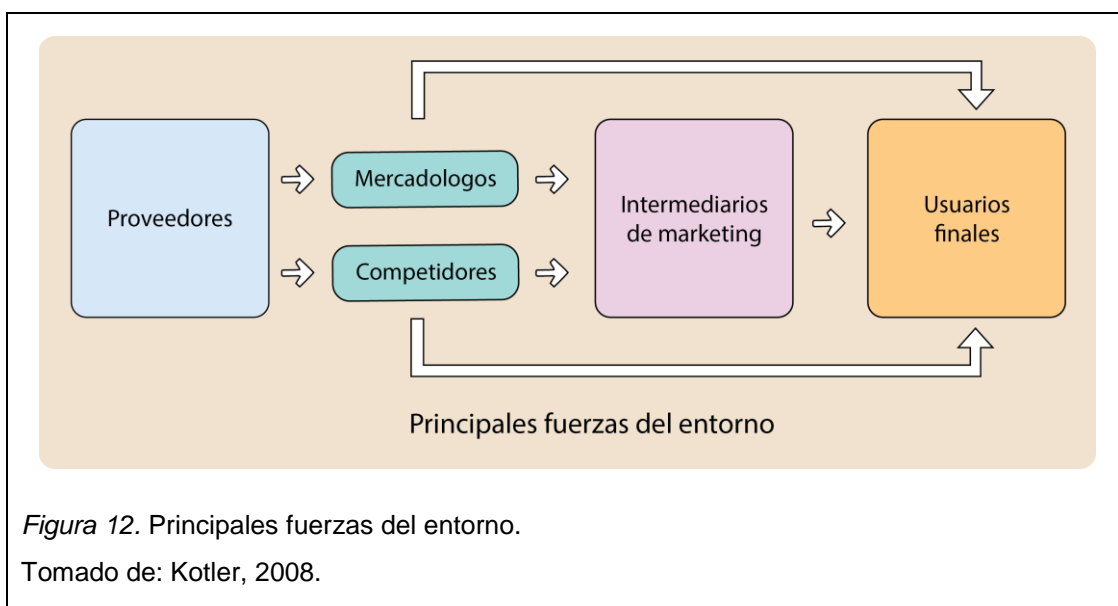 Proveedores
Mercadologos
Competidores
Intermediarios
de marketing
Usuarios
finales
Principales fuerzas del entorno
Figura 12. Principales fuerzas del entorno.
Tomado de: Kotler, 2008.